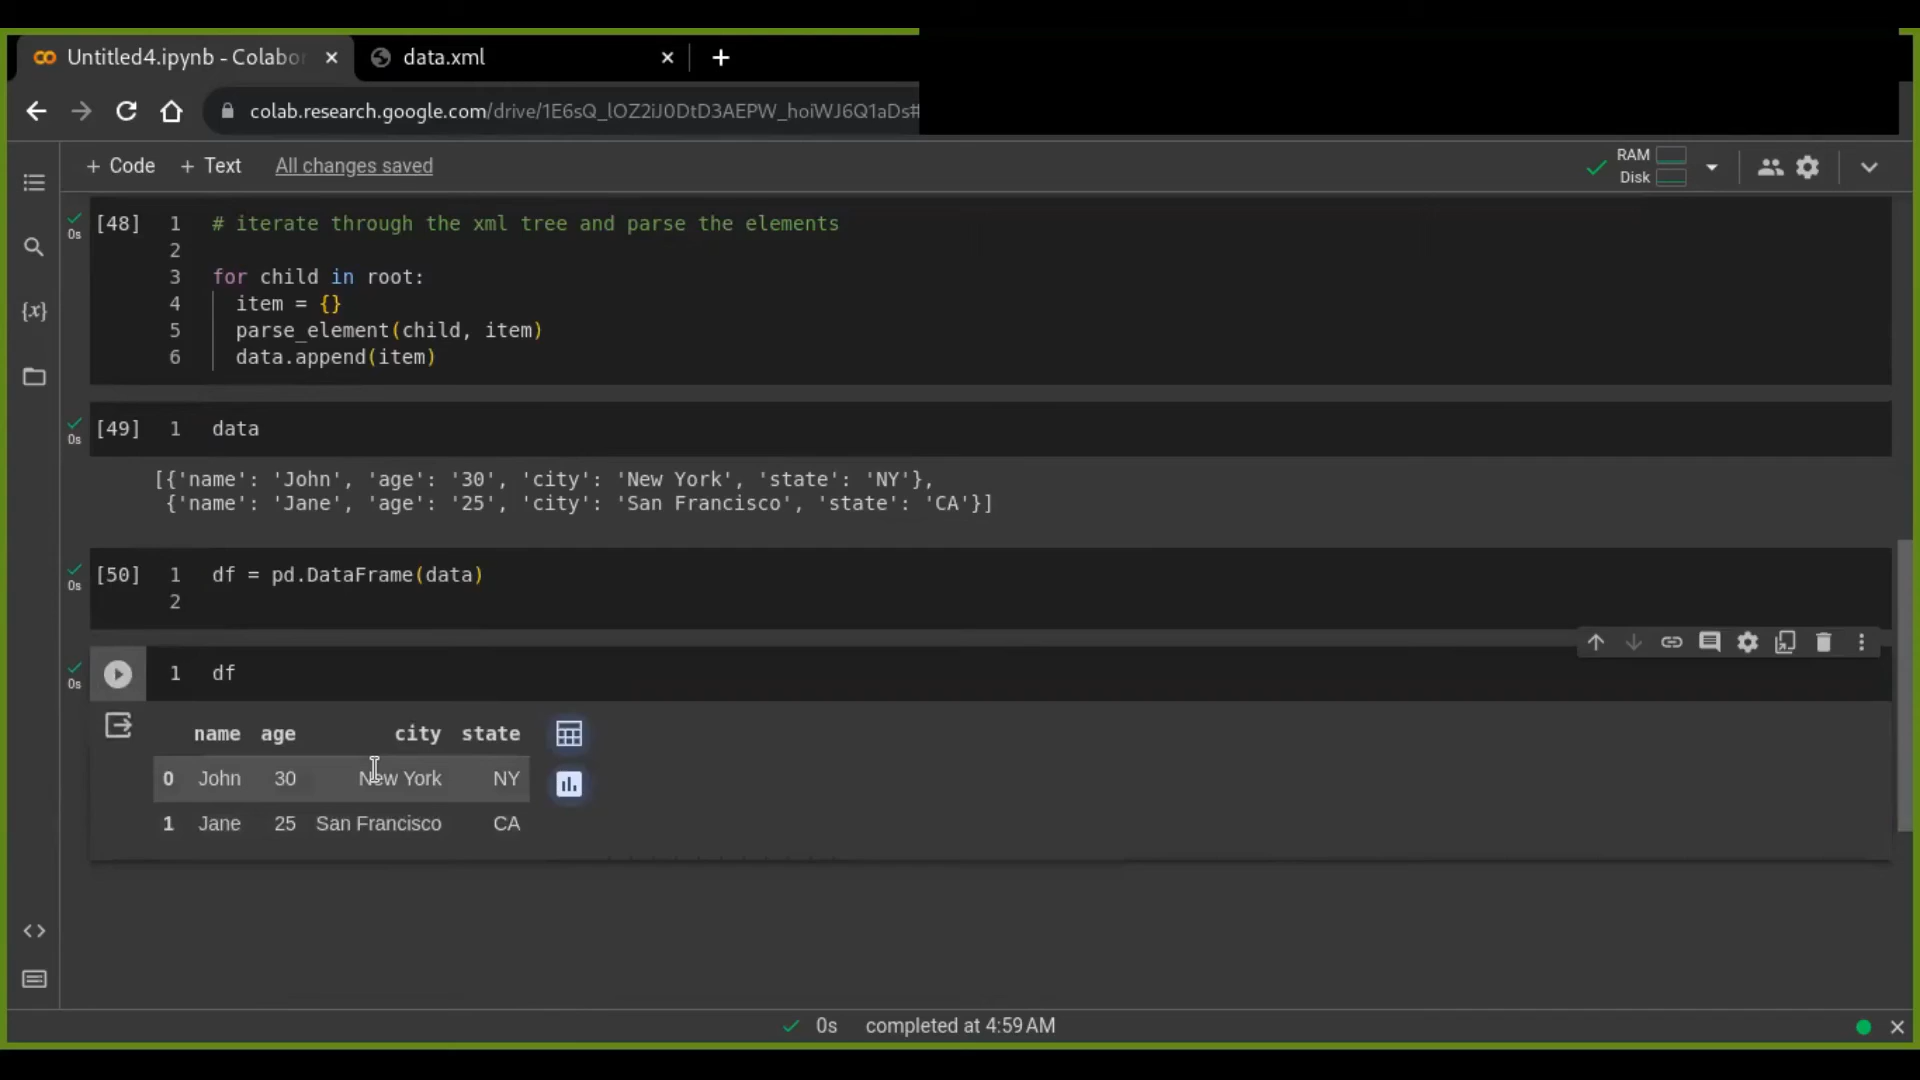 Untitled4.ipynb - Colabor
data.xml
colab.research.google.com/drive/1E6sQ_lOZ2iJ0DtD3AEPW_hoiWJ6Q1aDs#
+ Code + Text All changes saved
RAM
Disk
[48] 1 # iterate through the xml tree and parse the elements
0s
2
3 for child in root:
{x}
4 item = {}
5 parse_element(child, item)
6 data.append(item)
[49] 1 data
0s
[{'name': 'John', 'age': '30', 'city': 'New York', 'state': 'NY'},
{'name': 'Jane', 'age': '25', 'city': 'San Francisco', 'state': 'CA'}]
[50] 1 df = pd.DataFrame(data)
0s
2
1 df
0s
name age city state
0 John 30 New York NY
1 Jane 25 San Francisco CA
0s completed at 4:59 AM